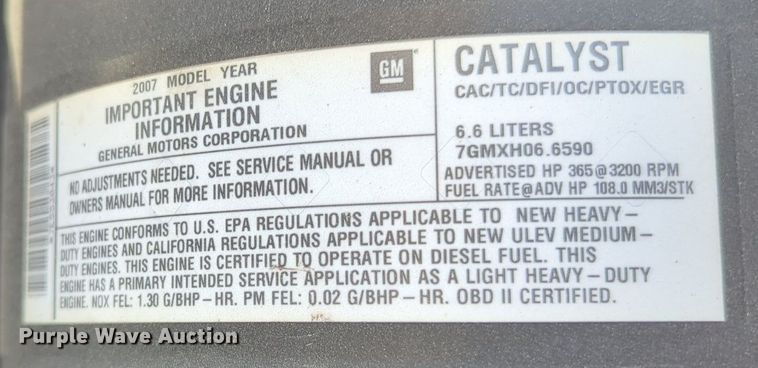 2007 MODEL YEAR
IMPORTANT ENGINE
INFORMATION
GENERAL MOTORS CORPORATION
GM
CATALYST
CAC/TC/DFI/OC/PTOX/EGR
NO ADJUSTMENTS NEEDED. SEE SERVICE MANUAL OR
OWNERS MANUAL FOR MORE INFORMATION.
6.6 LITERS
7GMXH06.6590
ADVERTISED HP 365@3200 RPM
FUEL RATE@ADV HP 108.0 MM3/STK
THIS ENGINE CONFORMS TO U.S. EPA REGULATIONS APPLICABLE TO NEW HEAVY-
DUTY ENGINES AND CALIFORNIA REGULATIONS APPLICABLE TO NEW ULEV MEDIUM-
DUTY ENGINES. THIS ENGINE IS CERTIFIED TO OPERATE ON DIESEL FUEL. THIS
ENGINE HAS A PRIMARY INTENDED SERVICE APPLICATION AS A LIGHT HEAVY-DUTY
ENGINE. NOX FEL: 1.30 G/BHP-HR. PM FEL: 0.02 G/BHP-HR. OBD II CERTIFIED.
Purple Wave Auction